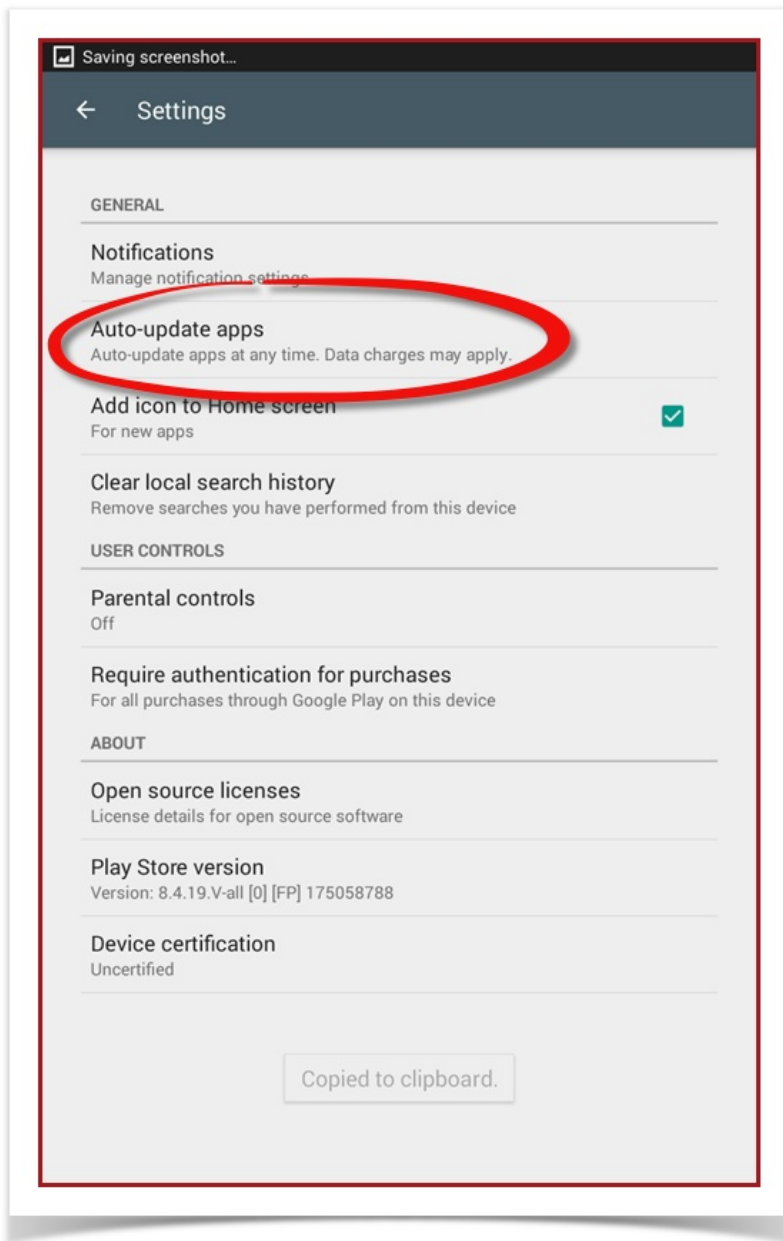 Saving screenshot...
Settings
GENERAL
Notifications
Manage notification settings
Auto-update apps
Auto-update apps at any time. Data charges may apply.
Add icon to Home screen
For new apps
Clear local search history
Remove searches you have performed from this device
USER CONTROLS
Parental controls
Off
Require authentication for purchases
For all purchases through Google Play on this device
ABOUT
Open source licenses
License details for open source software
Play Store version
Version: 8.4.19.V-all [0] [FP] 175058788
Device certification
Uncertified
Copied to clipboard.